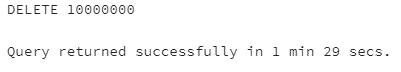 DELETE 10000000
Query returned successfully in 1 min 29 secs.